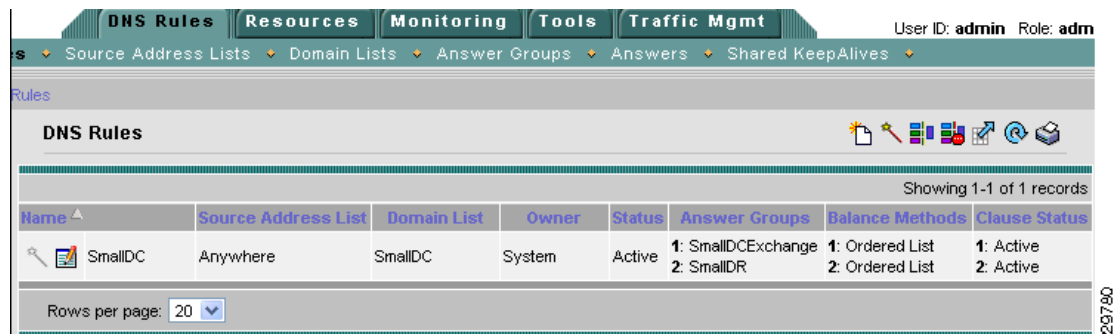 DNS Rules Resources Monitoring Tools Traffic Mgmt
User ID: admin Role: adm
s Source Address Lists Domain Lists Answer Groups Answers Shared KeepAlives
Rules
DNS Rules
Showing 1-1 of 1 records
Name Source Address List Domain List Owner Status Answer Groups Balance Methods Clause Status
SmallDC Anywhere SmallDC System Active 1: SmallDCExchange 1: Ordered List 1: Active
2: SmallDR 2: Ordered List 2: Active
Rows per page: 20
29780